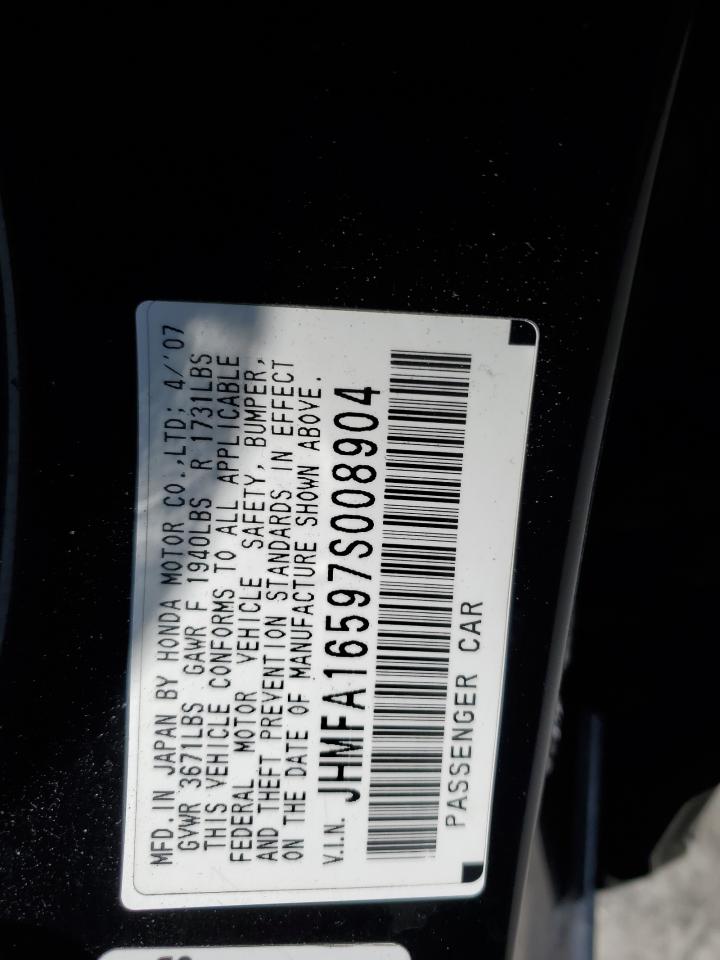 MFD. IN JAPAN BY HONDA MOTOR CO.,LTD; 4/'07
GVWR 3671LBS GAWR F 1940LBS R 1731LBS
THIS VEHICLE CONFORMS TO ALL APPLICABLE
FEDERAL MOTOR VEHICLE SAFETY, BUMPER,
AND THEFT PREVENTION STANDARDS IN EFFECT
ON THE DATE OF MANUFACTURE SHOWN ABOVE.
V.I.N. JHMFA16597S008904
PASSENGER CAR